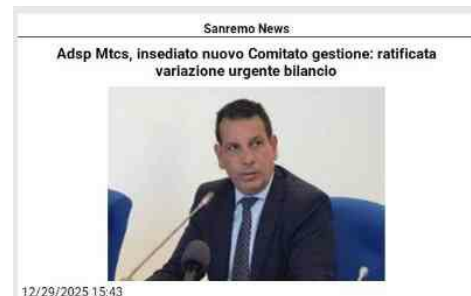 Sanremo News
Adsp Mtcs, insediato nuovo Comitato gestione: ratificata
variazione urgente bilancio
12/29/2025 15:43